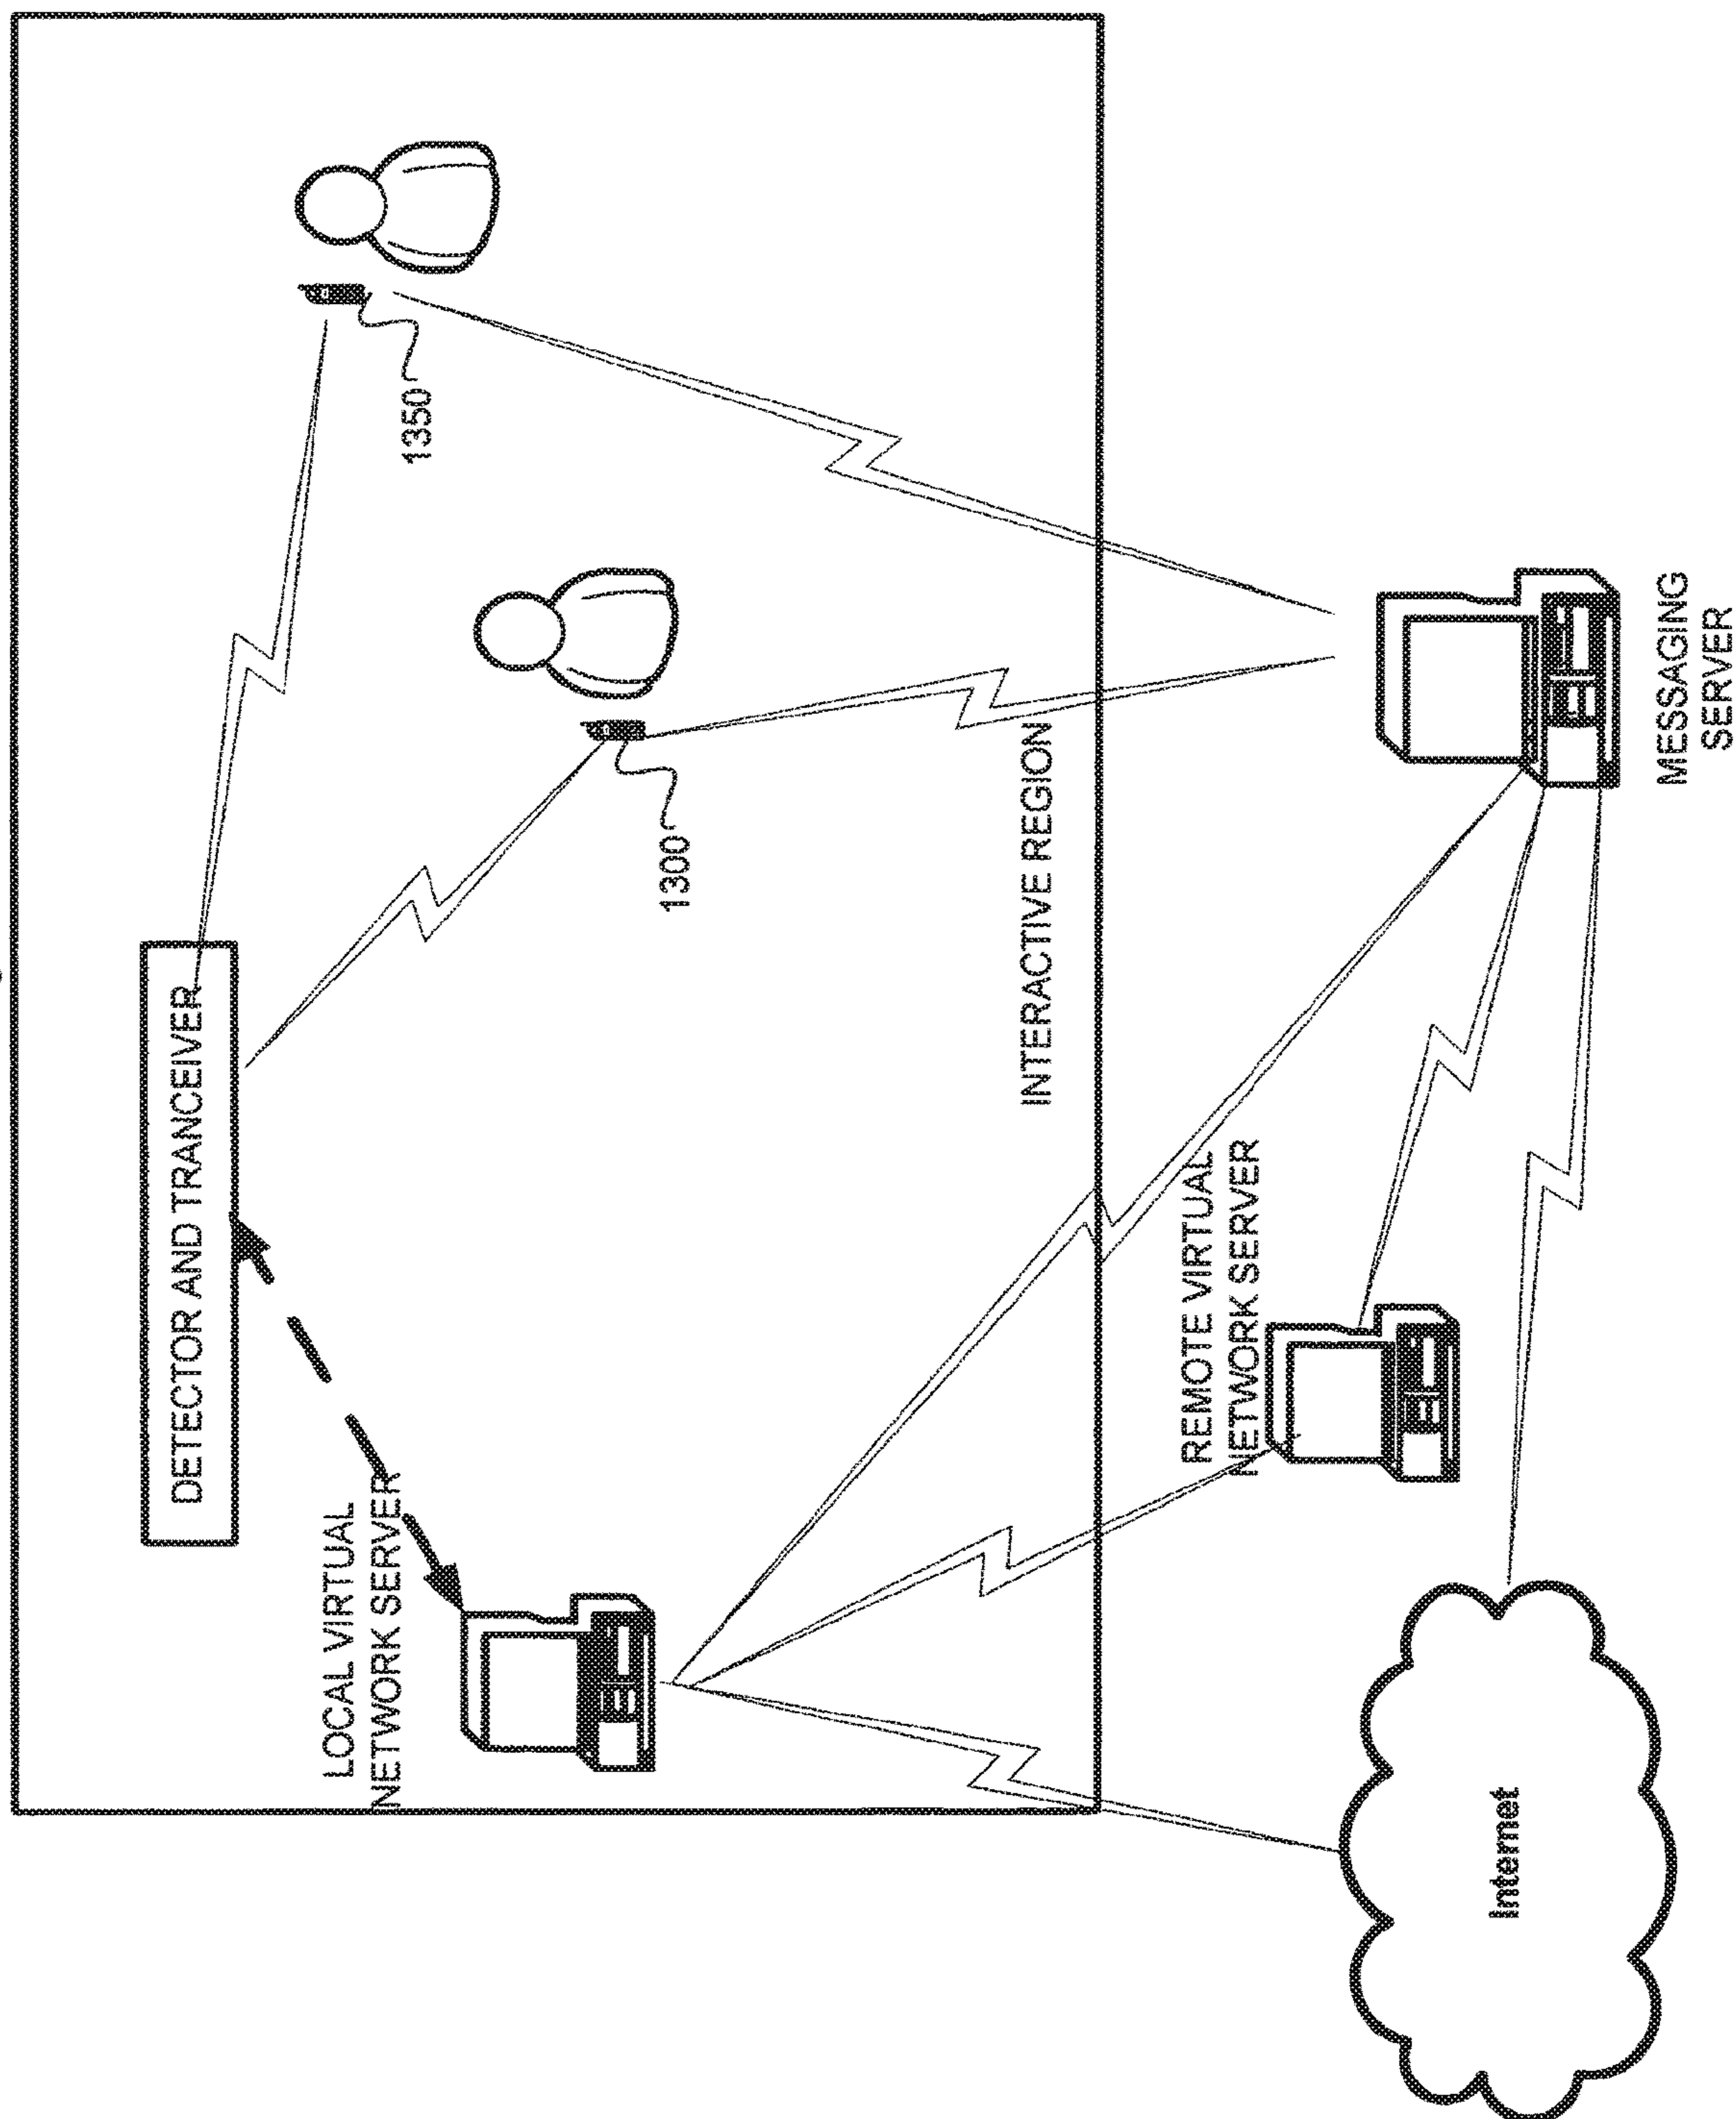 DETECTOR AND TRANCEIVER
LOCAL VIRTUAL
NETWORK SERVER
1350
1300
INTERACTIVE REGION
REMOTE VIRTUAL
NETWORK SERVER
Internet
MESSAGING
SERVER